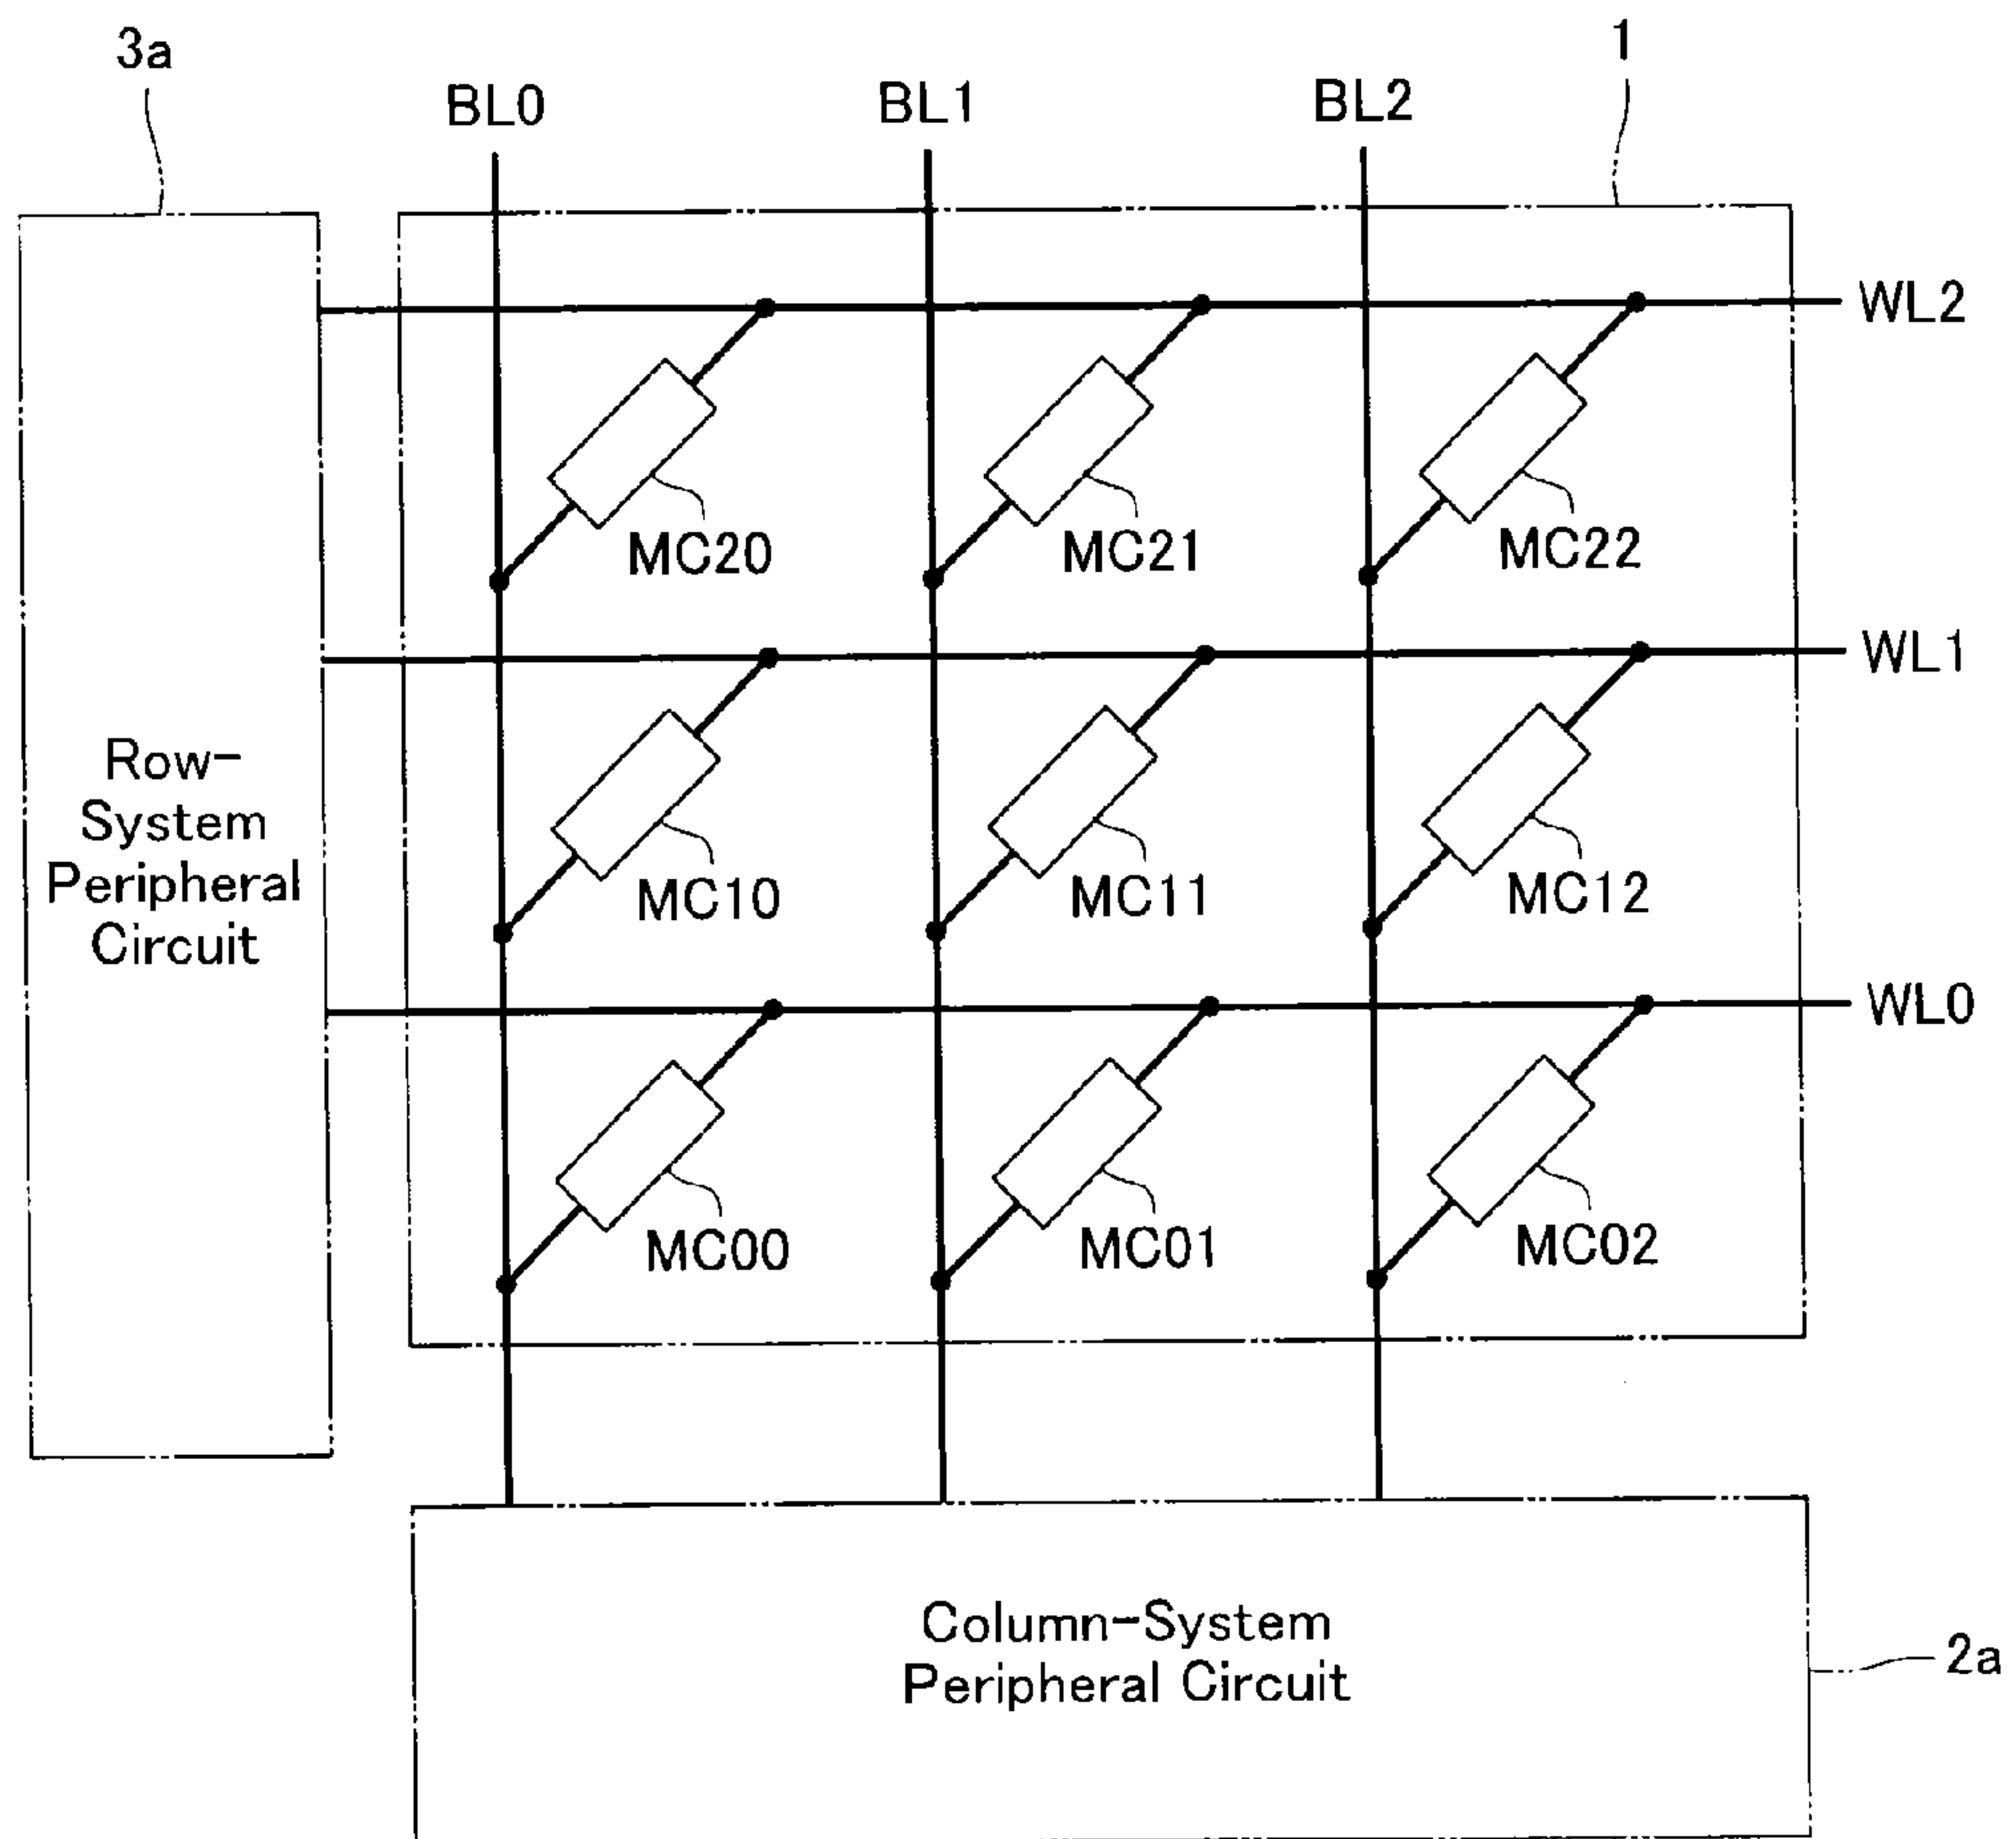 3a
1
BL0
BL1
BL2
WL2
MC20
MC21
MC22
WL1
Row-
System
Peripheral
Circuit
MC10
MC11
MC12
WL0
MC00
MC01
MC02
Column-System
Peripheral Circuit
2a